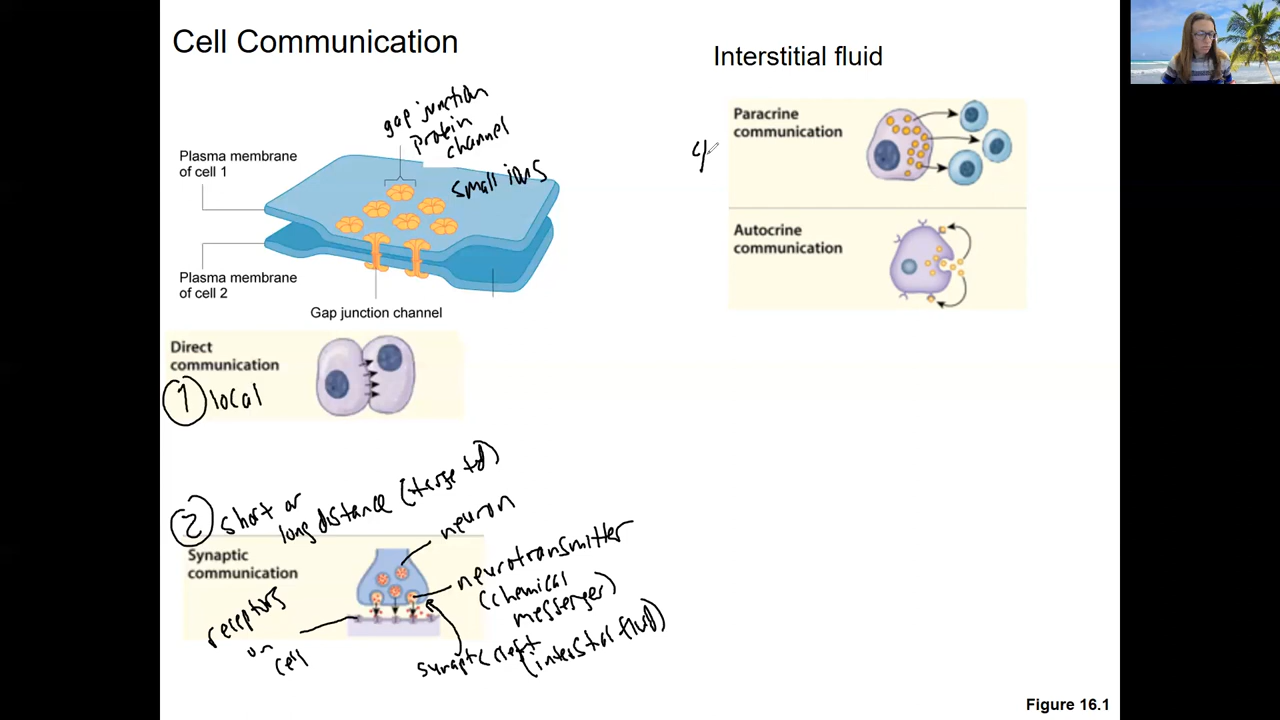 Cell Communication
Interstitial fluid
gap junction
protein
channel
small ions
Plasma membrane
of cell 1
Plasma membrane
of cell 2
Gap junction channel
Direct
communication
1 local
2 short or
long distance (targeted)
Synaptic
communication
neuron
neurotransmitter
(chemical
messenger)
receptors
on
cell
synaptic cleft
(interstitial fluid)
Paracrine
communication
Autocrine
communication
Figure 16.1